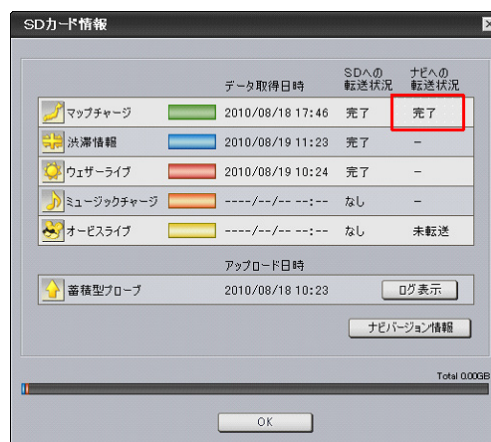 SDカード情報
データ取得日時 SDへの転送状況 ナビへの転送状況
マップチャージ 2010/08/18 17:46 完了 完了
渋滞情報 2010/08/19 11:23 完了 −
ウェザーライブ 2010/08/19 10:24 完了 −
ミュージックチャージ ----/--/-- --:-- なし −
オービスライブ ----/--/-- --:-- なし 未転送
アップロード日時
蓄積型プローブ 2010/08/18 10:23 ログ表示
ナビバージョン情報
Total 0.00GB
OK